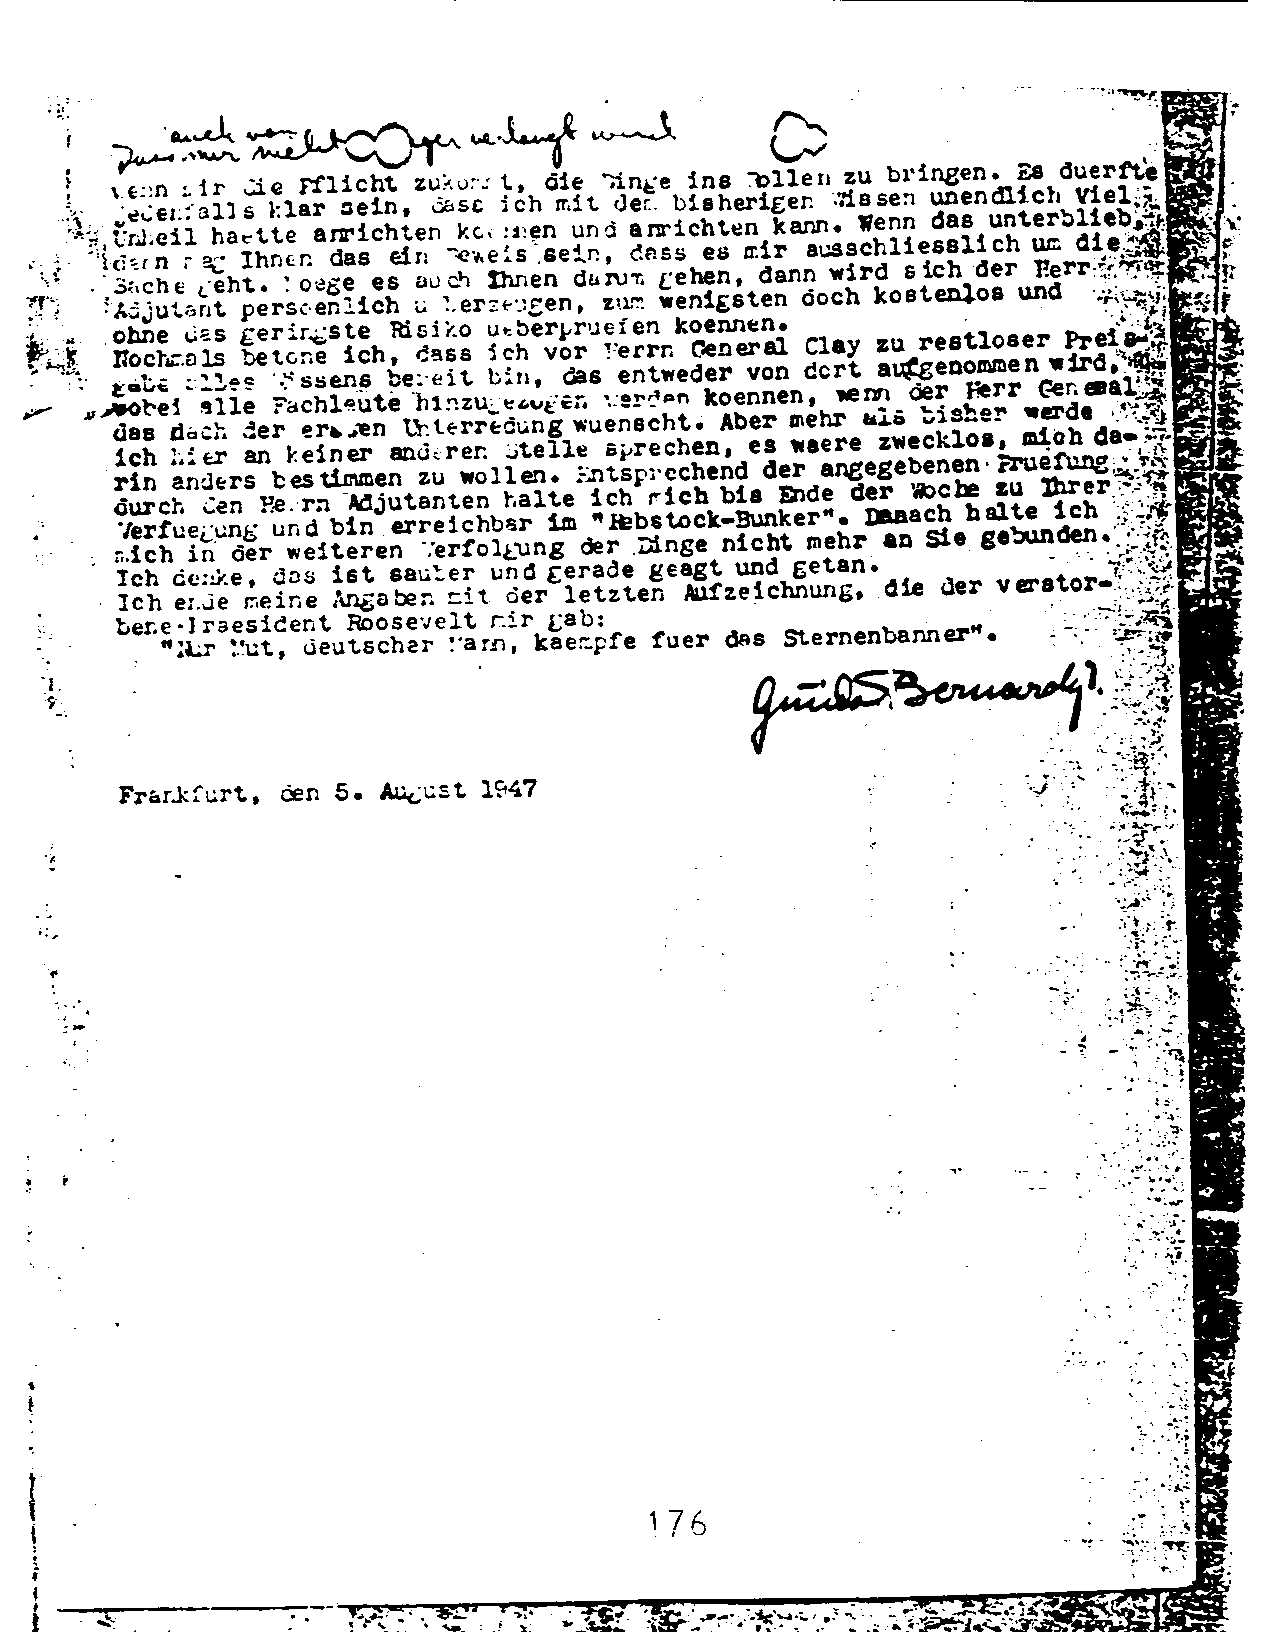 auch von
dass mir nicht verlangt wird
wenn mir die Pflicht zukommt, die Dinge ins Rollen zu bringen. Es duerfte
jedenfalls klar sein, dass ich mit dem bisherigen Wissen unendlich viel
Unheil haette anrichten koennen und anrichten kann. Wenn das unterblieb,
dann mag Ihnen das ein Beweis sein, dass es mir ausschliesslich um die
Sache geht. Moege es auch Ihnen darum gehen, dann wird sich der Herr
Adjutant persoenlich ueberzeugen, zum wenigsten doch kostenlos und
ohne das geringste Risiko ueberpruefen koennen.
Nochmals betone ich, dass ich vor Herrn General Clay zu restloser Preis-
gabe alles Wissens bereit bin, das entweder von dort aufgenommen wird,
wobei alle Fachleute hinzugezogen werden koennen, wenn der Herr General
das dach der ersten Unterredung wuenscht. Aber mehr als bisher werde
ich hier an keiner anderen Stelle sprechen, es waere zwecklos, mich da-
rin anders bestimmen zu wollen. Entsprechend der angegebenen Pruefung
durch den Herrn Adjutanten halte ich mich bis Ende der Woche zu Ihrer
Verfuegung und bin erreichbar im "Rebstock-Bunker". Danach halte ich
mich in der weiteren Verfolgung der Dinge nicht mehr an Sie gebunden.
Ich denke, das ist sauber und gerade geagt und getan.
Ich ende meine Angaben mit der letzten Aufzeichnung, die der verstor-
bene Praesident Roosevelt mir gab:
"Nur Mut, deutscher Mann, kaempfe fuer das Sternenbanner".
Guido S. Bernardy
Frankfurt, den 5. August 1947
176